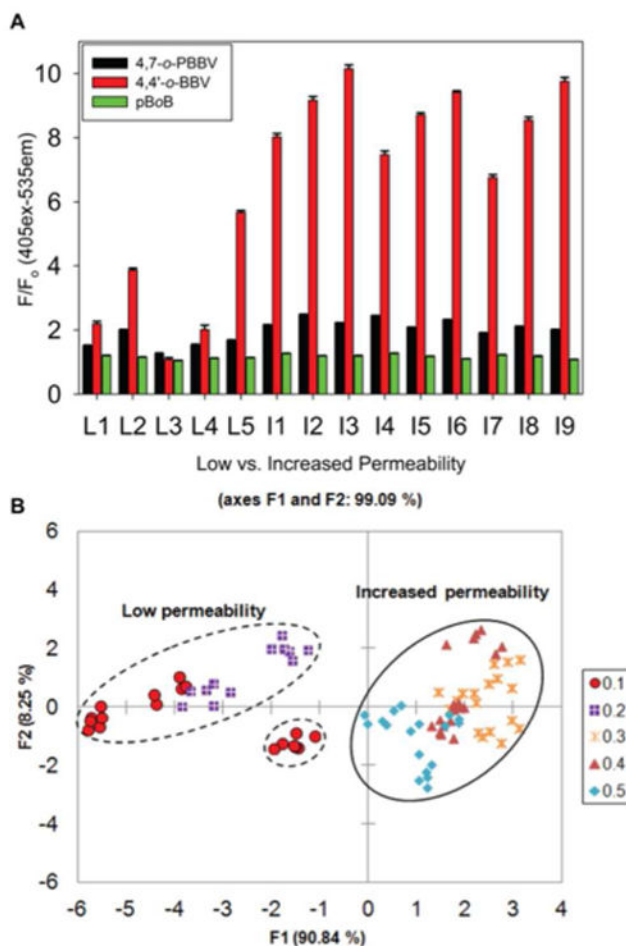 A
4,7-o-PBBV
4,4'-o-BBV
pBoB
10
8
6
4
2
0
F/Fo (405ex-535em)
L1 L2 L3 L4 L5 I1 I2 I3 I4 I5 I6 I7 I8 I9
Low vs. Increased Permeability
(axes F1 and F2: 99.09 %)
B
6
4
2
0
-2
-4
-6
F2 (8.25 %)
Low permeability
Increased permeability
0.1
0.2
0.3
0.4
0.5
-6 -5 -4 -3 -2 -1 0 1 2 3 4
F1 (90.84 %)